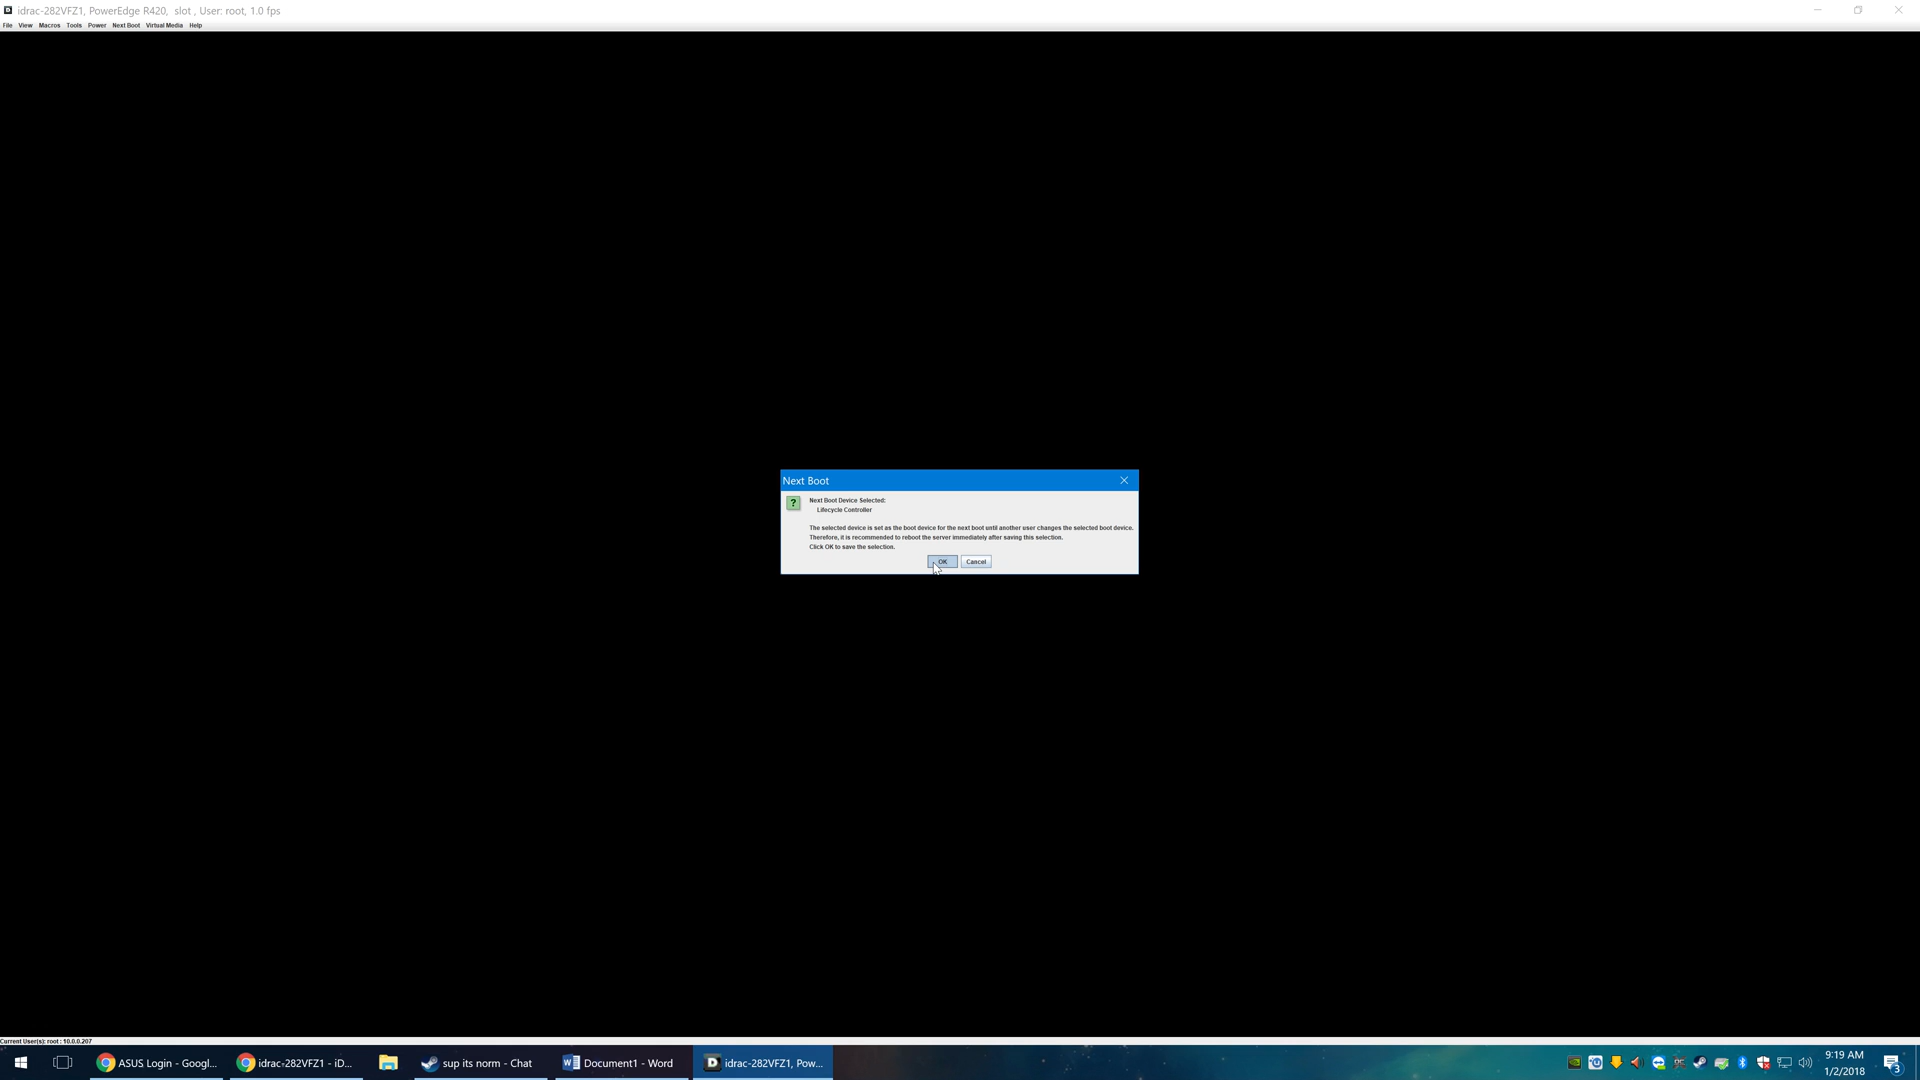 idrac-282VFZ1, PowerEdge R420,  slot , User: root, 1.0 fps
File View Macros Tools Power Next Boot Virtual Media Help
Next Boot
Next Boot Device Selected:
Lifecycle Controller
The selected device is set as the boot device for the next boot until another user changes the selected boot device.
Therefore, it is recommended to reboot the server immediately after saving this selection.
Click OK to save the selection.
OK Cancel
Current User(s): root : 10.0.0.207
ASUS Login - Googl... idrac-282VFZ1 - iD... sup its norm - Chat Document1 - Word idrac-282VFZ1, Pow... 9:19 AM
1/2/2018 3